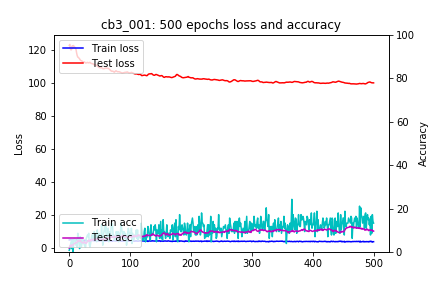 cb3_001: 500 epochs loss and accuracy
Train loss
Test loss
Train acc
Test acc
Loss
Accuracy
120
100
80
60
40
20
0
100
80
60
40
20
0
0
100
200
300
400
500